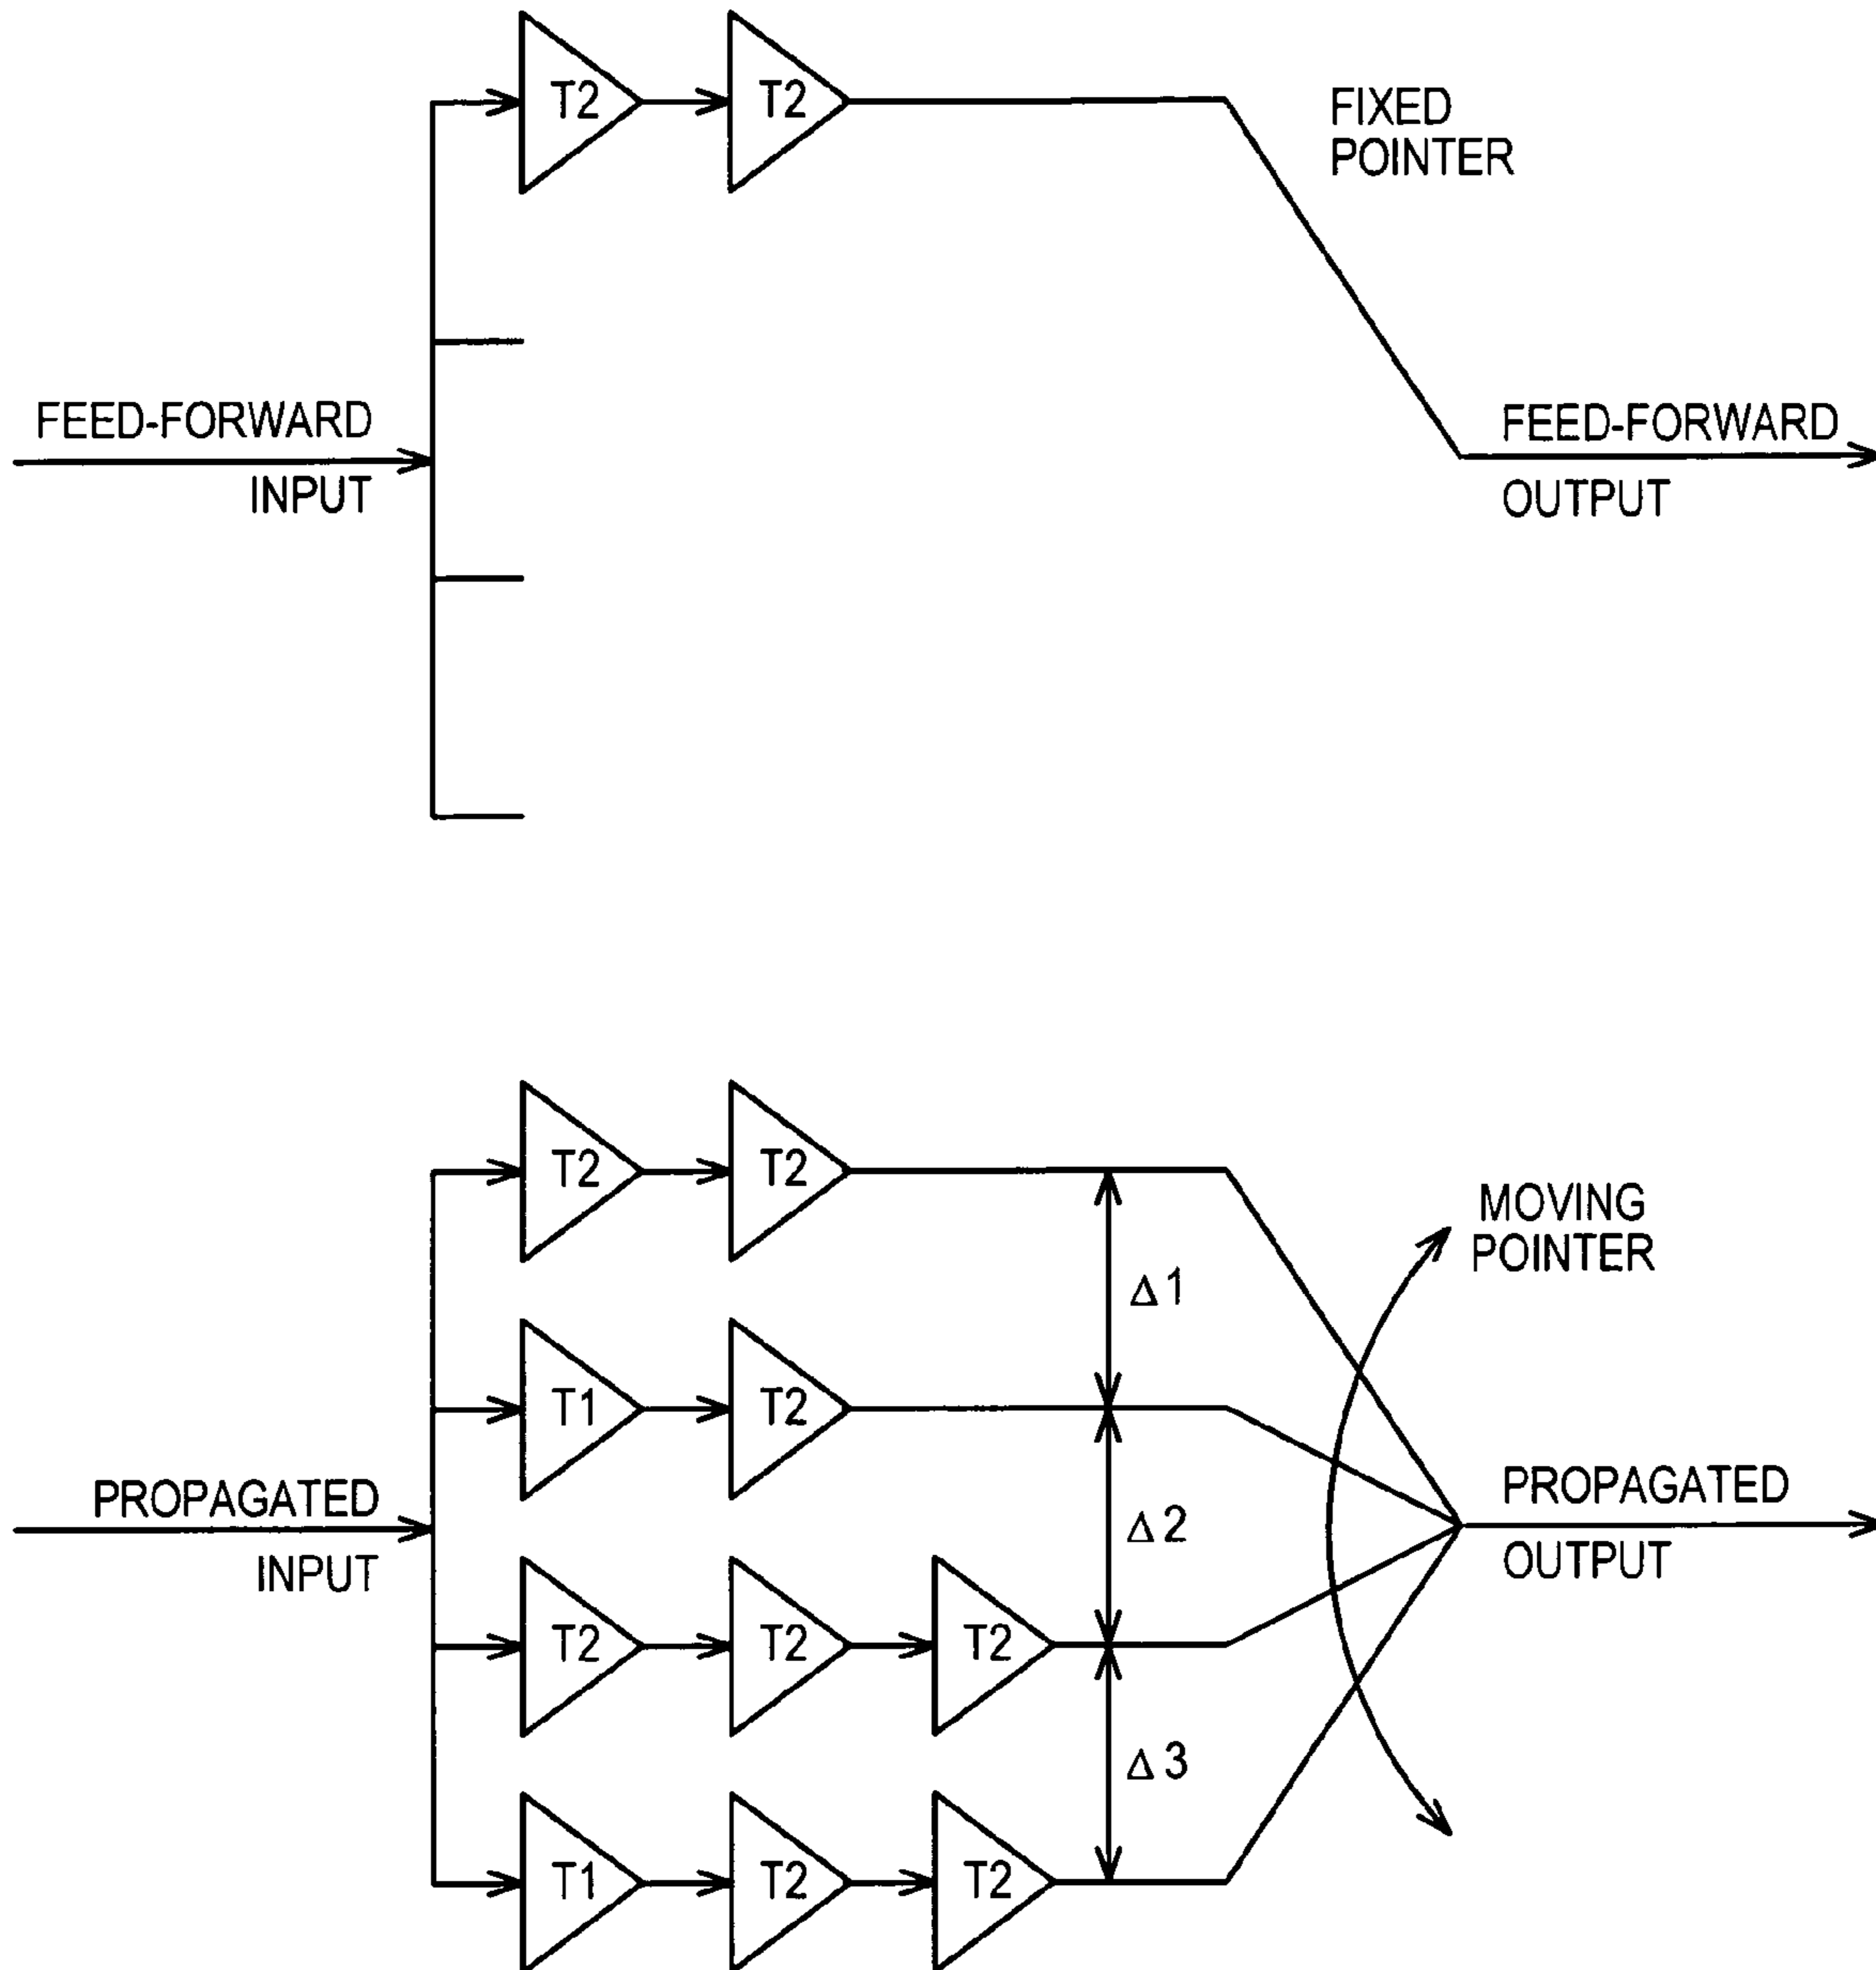 T2 T2
FIXED
POINTER
FEED-FORWARD
INPUT
FEED-FORWARD
OUTPUT
T2 T2
MOVING
POINTER
Δ1
T1 T2
PROPAGATED
INPUT
Δ2
PROPAGATED
OUTPUT
T2 T2 T2
Δ3
T1 T2 T2